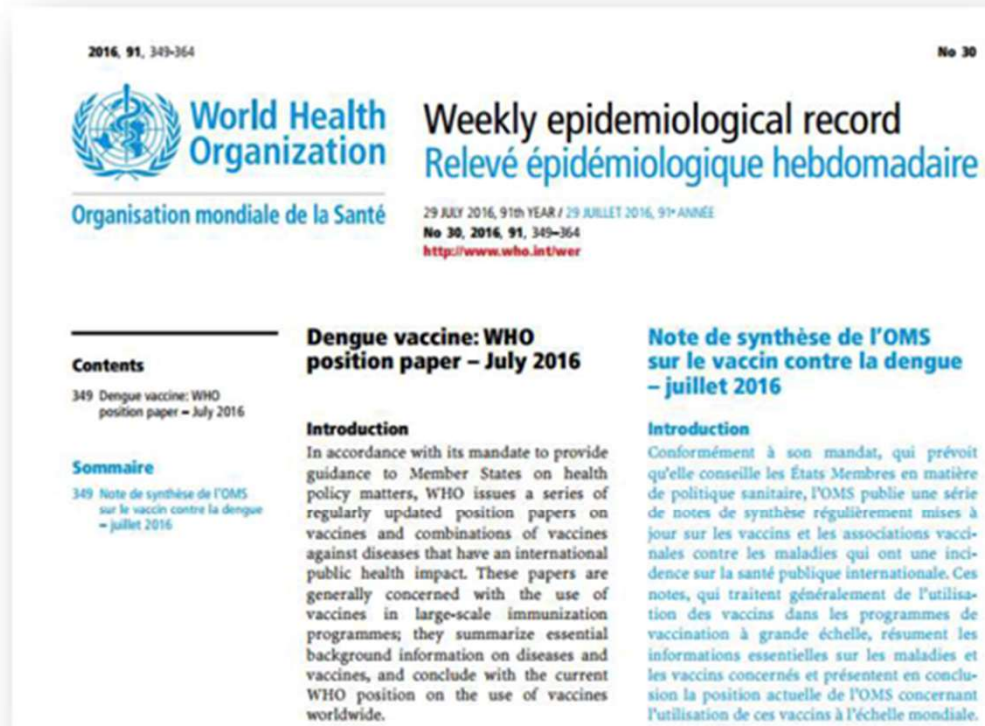 2016, 91, 349–364
No 30
World Health
Organization
Organisation mondiale de la Santé
Weekly epidemiological record
Relevé épidémiologique hebdomadaire
29 JULY 2016, 91th YEAR / 29 JUILLET 2016, 91e ANNÉE
No 30, 2016, 91, 349–364
http://www.who.int/wer
Contents
349 Dengue vaccine: WHO
position paper – July 2016
Sommaire
349 Note de synthèse de l'OMS
sur le vaccin contre la dengue
– juillet 2016
Dengue vaccine: WHO
position paper – July 2016
Introduction
In accordance with its mandate to provide
guidance to Member States on health
policy matters, WHO issues a series of
regularly updated position papers on
vaccines and combinations of vaccines
against diseases that have an international
public health impact. These papers are
generally concerned with the use of
vaccines in large-scale immunization
programmes; they summarize essential
background information on diseases and
vaccines, and conclude with the current
WHO position on the use of vaccines
worldwide.
Note de synthèse de l'OMS
sur le vaccin contre la dengue
– juillet 2016
Introduction
Conformément à son mandat, qui prévoit
qu'elle conseille les États Membres en matière
de politique sanitaire, l'OMS publie une série
de notes de synthèse régulièrement mises à
jour sur les vaccins et les associations vacci-
nales contre les maladies qui ont une inci-
dence sur la santé publique internationale. Ces
notes, qui traitent généralement de l'utilisa-
tion des vaccins dans les programmes de
vaccination à grande échelle, résument les
informations essentielles sur les maladies et
les vaccins concernés et présentent en conclu-
sion la position actuelle de l'OMS concernant
l'utilisation de ces vaccins à l'échelle mondiale.